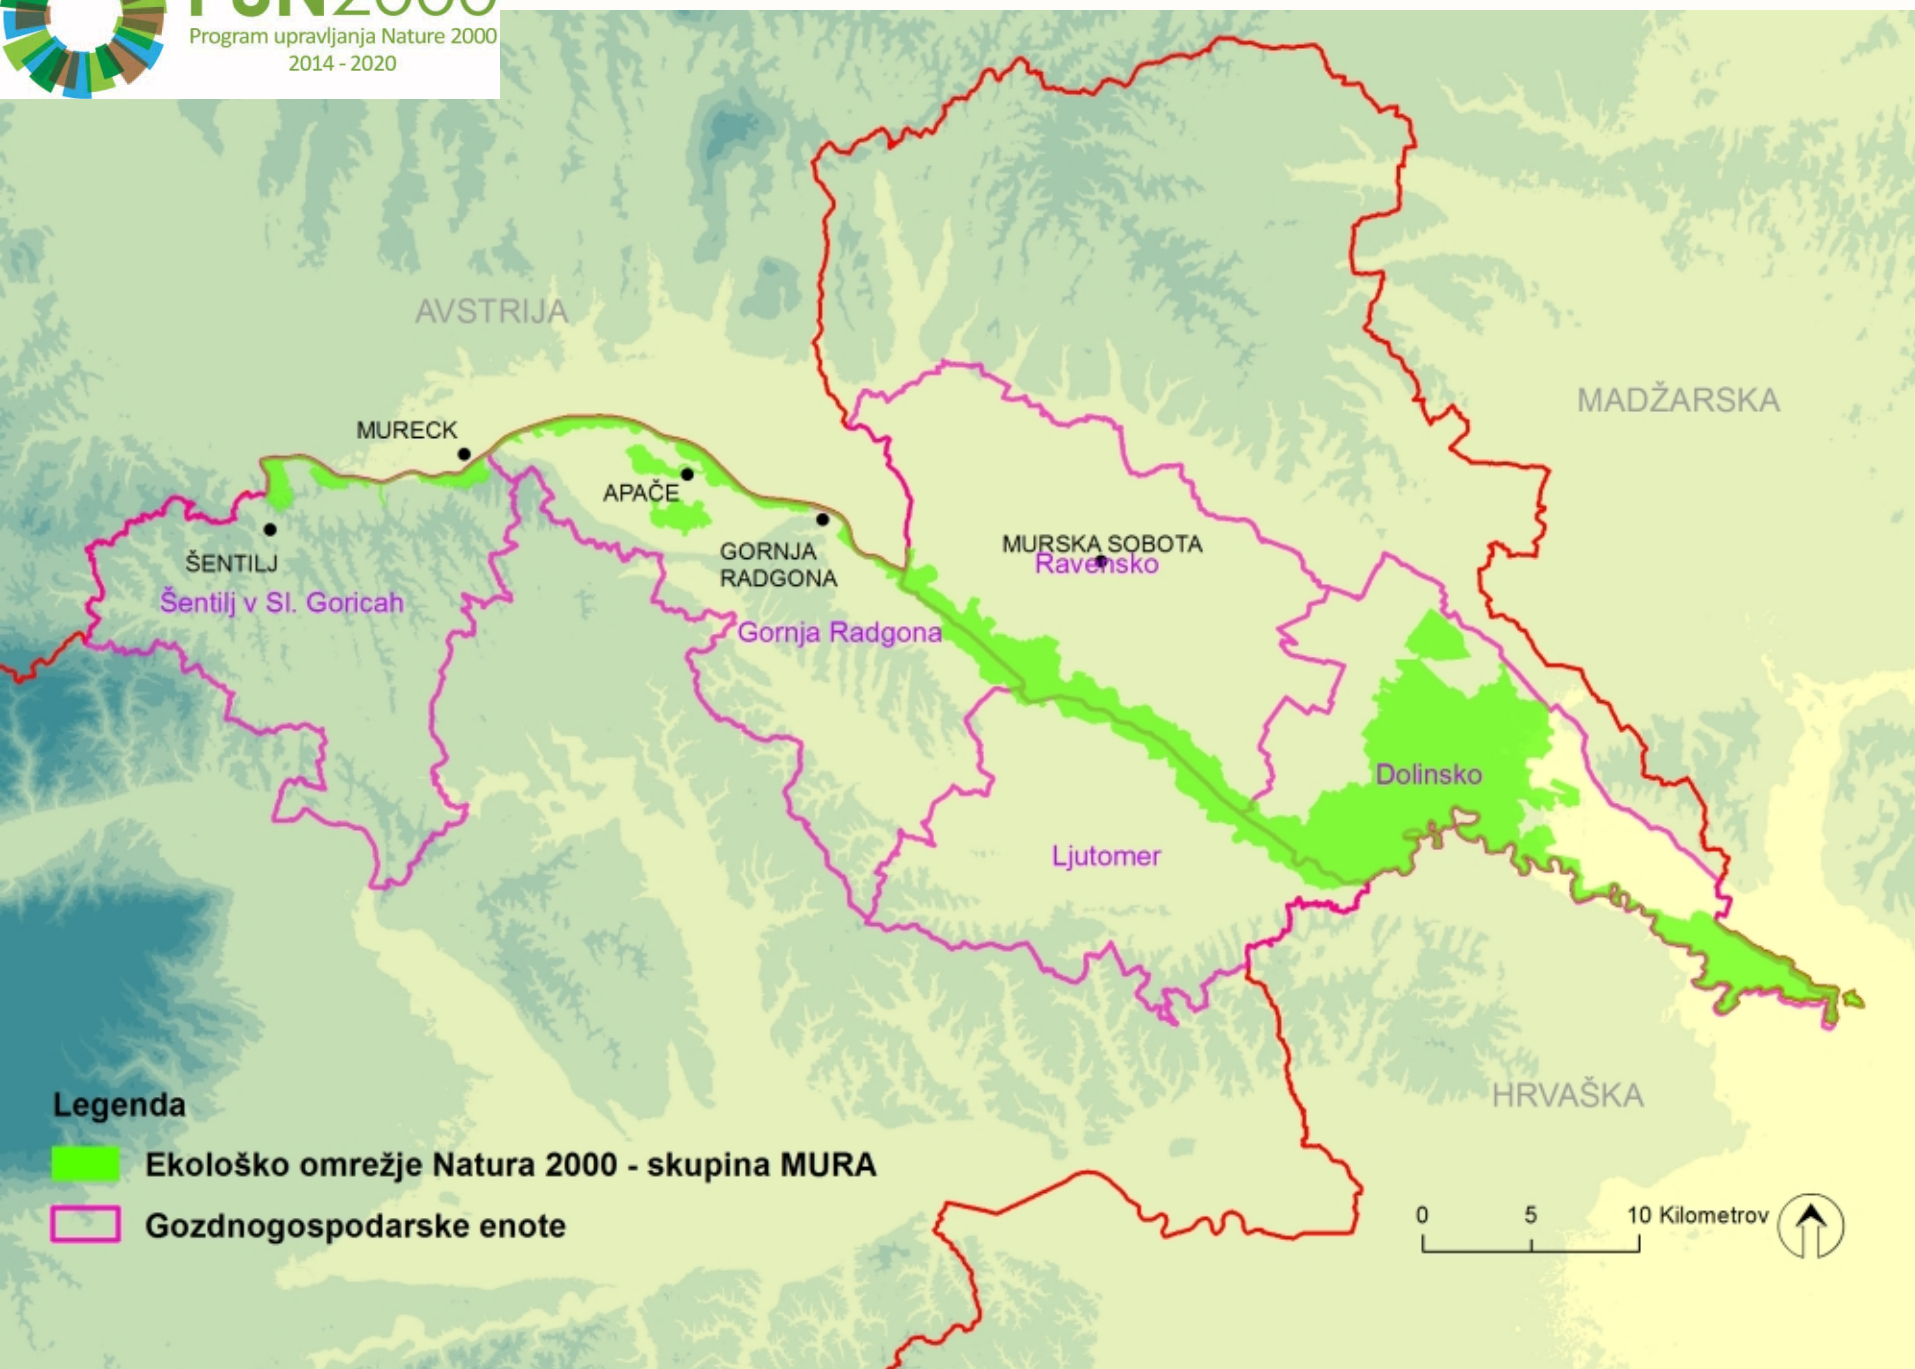 PUN2000
Program upravljanja Nature 2000
2014 - 2020
AVSTRIJA
MADŽARSKA
MURECK
APAČE
ŠENTILJ
Šentilj v Sl. Goricah
GORNJA
RADGONA
Gornja Radgona
MURSKA SOBOTA
Ravensko
Dolinsko
Ljutomer
HRVAŠKA
Legenda
Ekološko omrežje Natura 2000 - skupina MURA
Gozdnogospodarske enote
0 5 10 Kilometrov